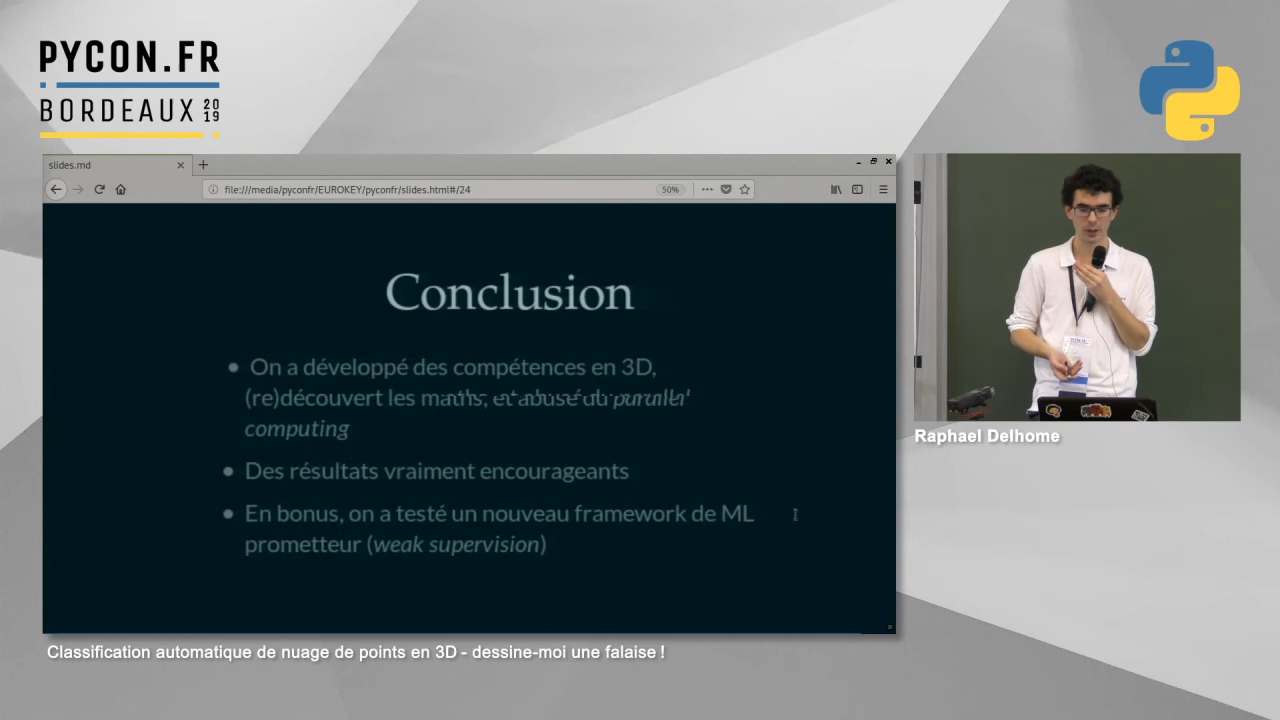 PYCON.FR
BORDEAUX 2019
slides.md
file:///media/pyconfr/EUROKEY/pyconfr/slides.html#/24
50%
Conclusion
• On a développé des compétences en 3D,
(re)découvert les maths, et abusé du parallel
computing
• Des résultats vraiment encourageants
• En bonus, on a testé un nouveau framework de ML
prometteur (weak supervision)
Raphael Delhome
Classification automatique de nuage de points en 3D - dessine-moi une falaise !